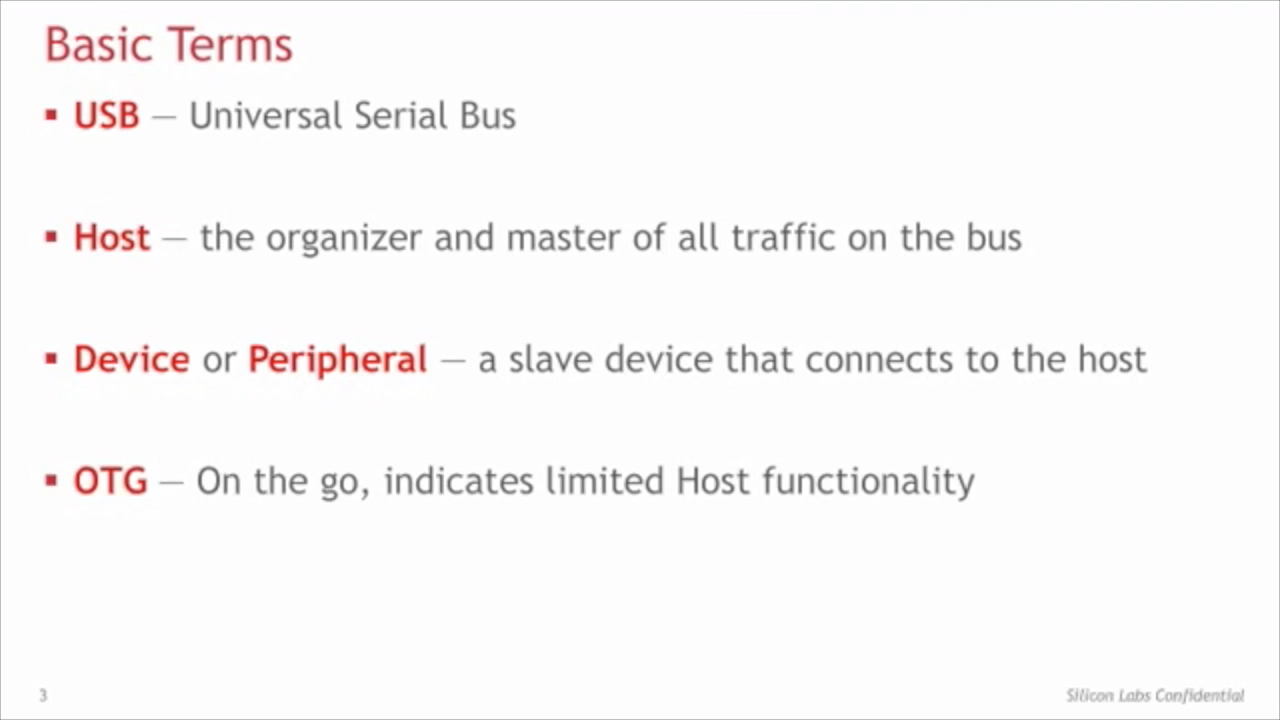 Basic Terms
▪ USB — Universal Serial Bus
▪ Host — the organizer and master of all traffic on the bus
▪ Device or Peripheral — a slave device that connects to the host
▪ OTG — On the go, indicates limited Host functionality
3
Silicon Labs Confidential